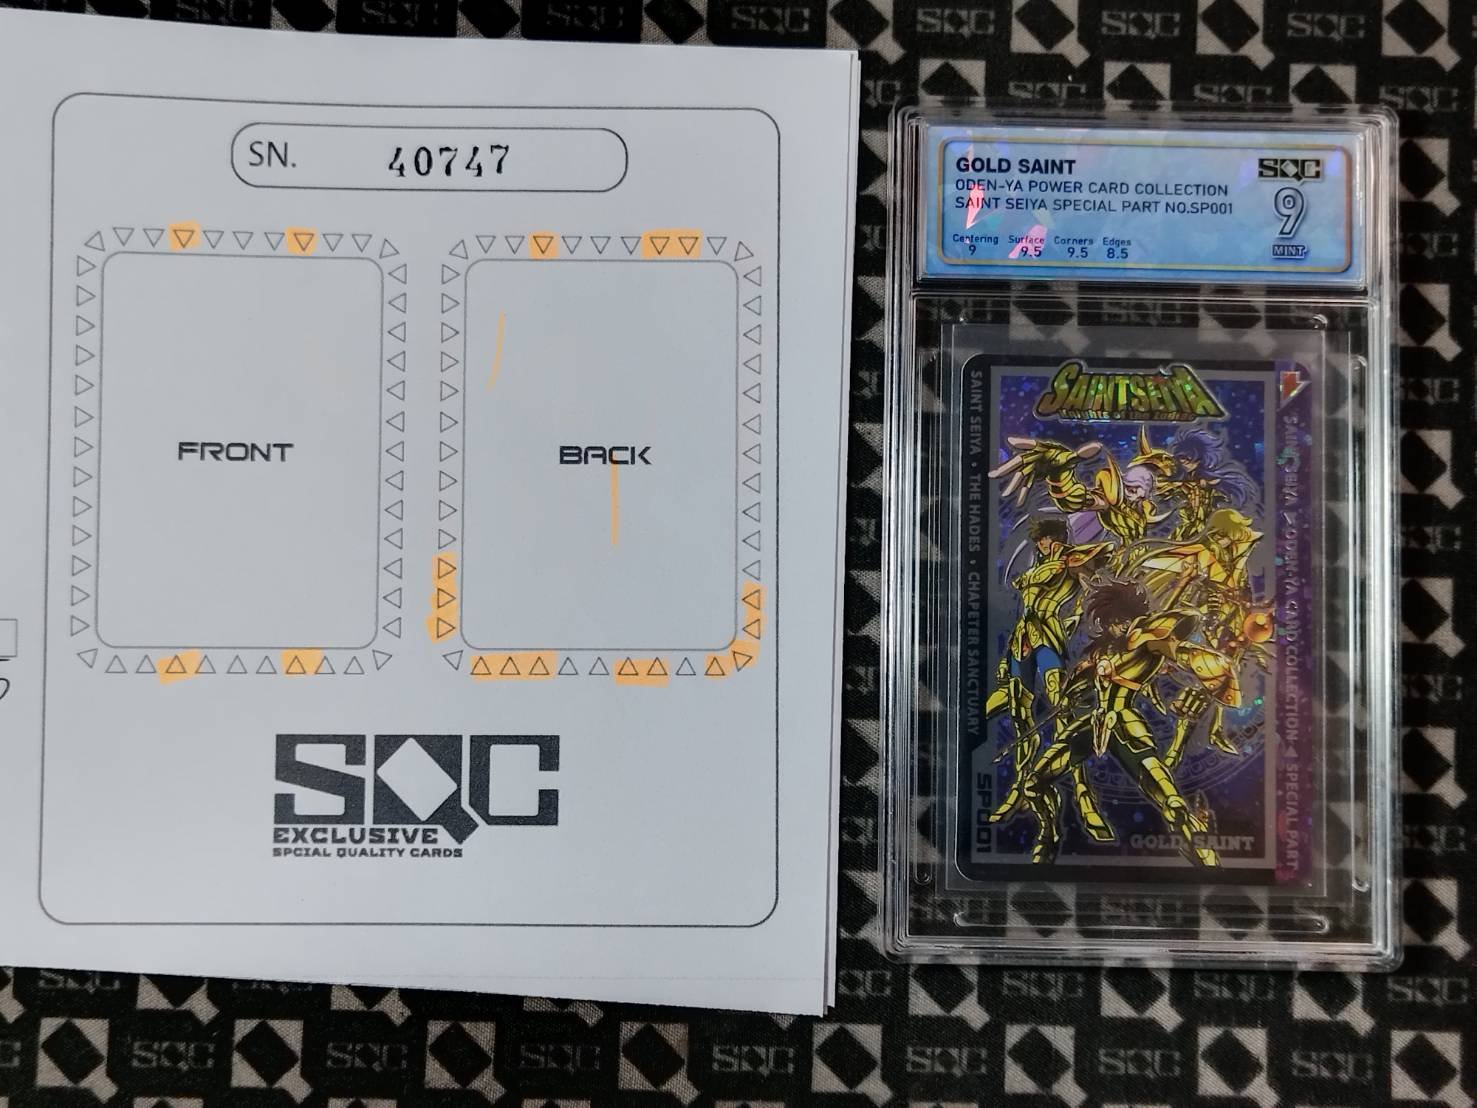 SN. 40747
FRONT
BACK
SQC
EXCLUSIVE
SPCIAL QUALITY CARDS
GOLD SAINT
ODEN-YA POWER CARD COLLECTION
SAINT SEIYA SPECIAL PART NO.SP001
Centering Surface Corners Edges
9 9.5 9.5 8.5
SQC
9
MINT
SAINT SEIYA
SAINT SEIYA • THE HADES • CHAPETER SANCTUARY
SP001
SAINT SEIYA ▶ ODEN-YA CARD COLLECTION ◀ SPECIAL PART
GOLD SAINT